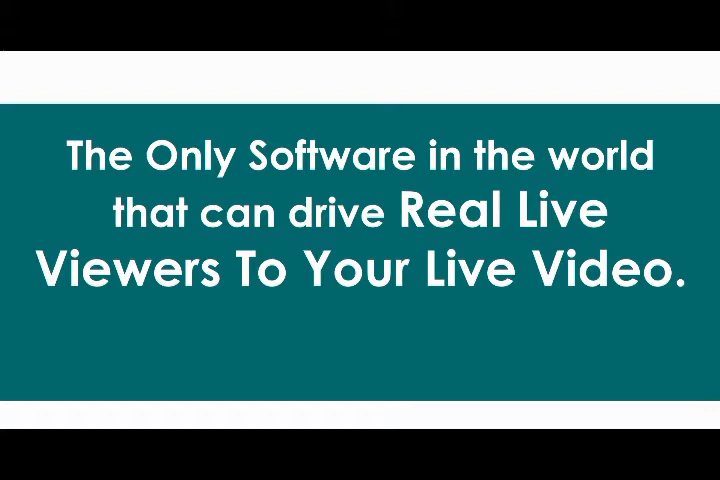 The Only Software in the world
that can drive Real Live
Viewers To Your Live Video.